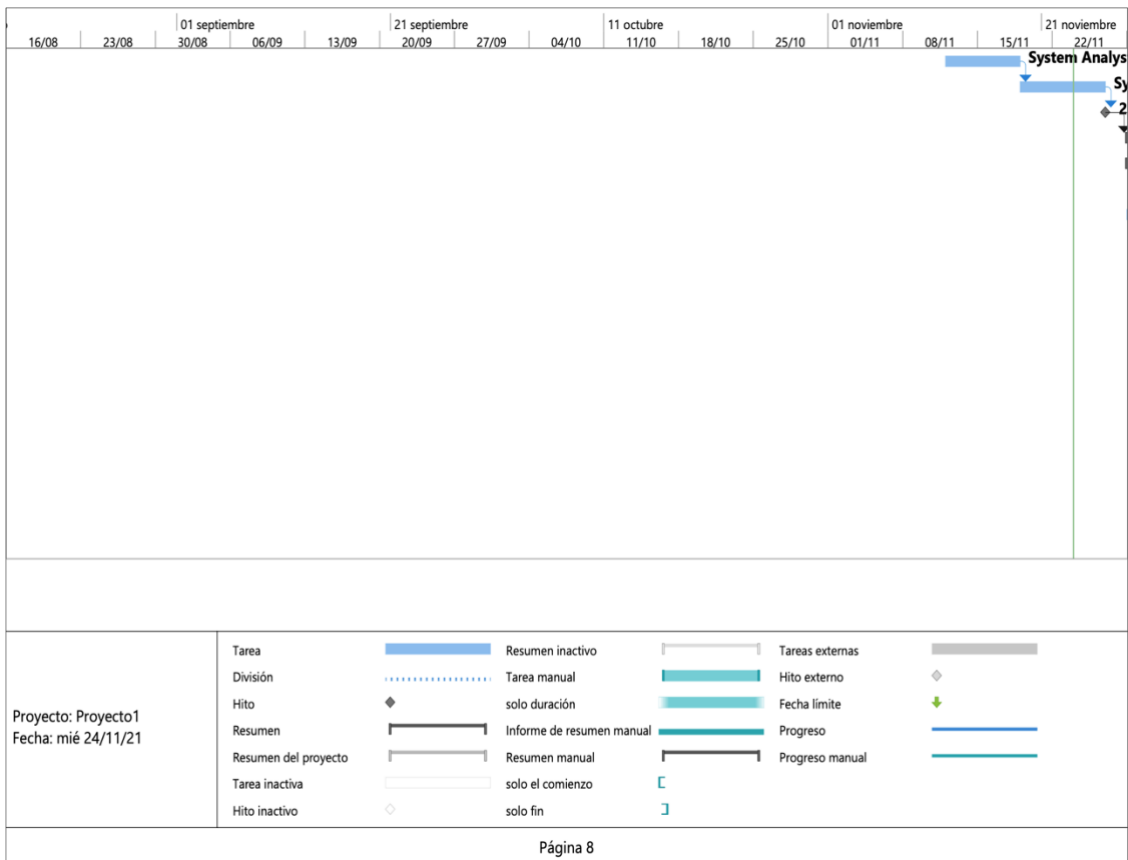 01 septiembre 21 septiembre 11 octubre 01 noviembre 21 noviembre
16/08 23/08 30/08 06/09 13/09 20/09 27/09 04/10 11/10 18/10 25/10 01/11 08/11 15/11 22/11
System Analys
Sy
2
Tarea Resumen inactivo Tareas externas
División Tarea manual Hito externo
Hito solo duración Fecha límite
Proyecto: Proyecto1
Fecha: mié 24/11/21
Resumen Informe de resumen manual Progreso
Resumen del proyecto Resumen manual Progreso manual
Tarea inactiva solo el comienzo
Hito inactivo solo fin
Página 8